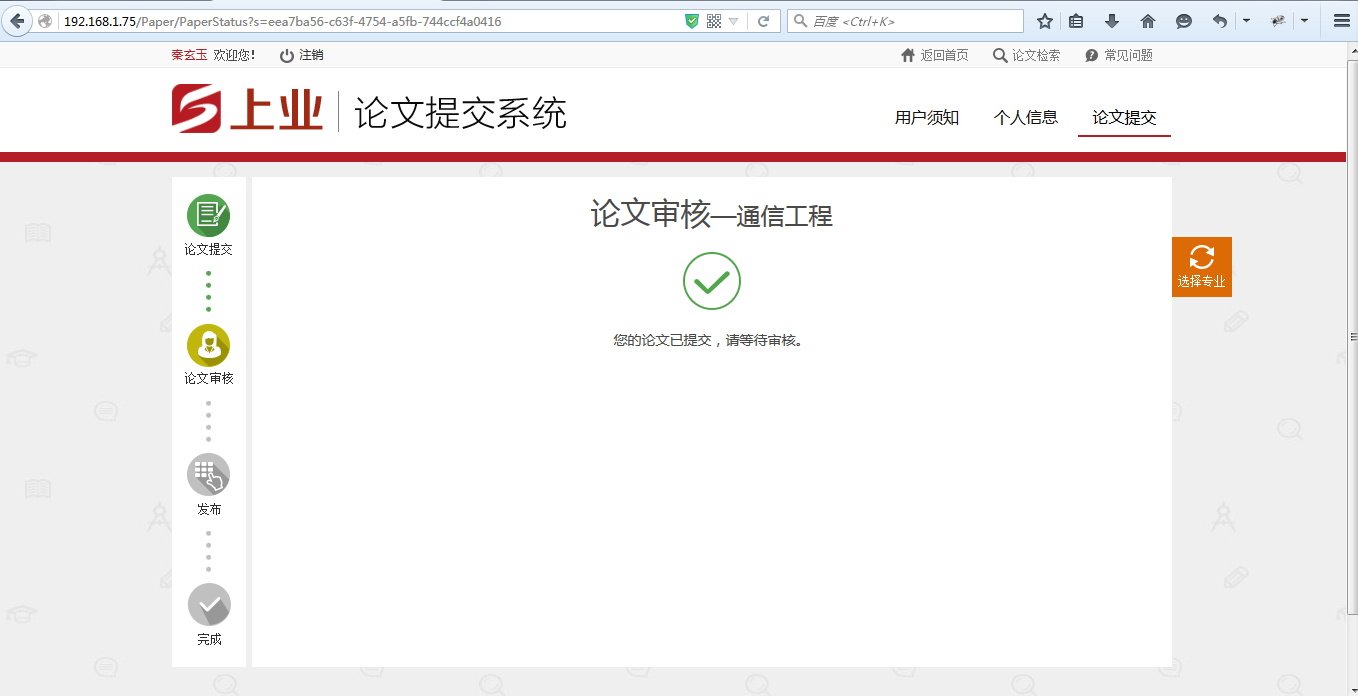 192.168.1.75/Paper/PaperStatus?s=eea7ba56-c63f-4754-a5fb-744ccf4a0416
百度 <Ctrl+K>
秦玄玉 欢迎您! 注销
返回首页 论文检索 常见问题
上业 论文提交系统
用户须知 个人信息 论文提交
论文提交
论文审核
发布
完成
论文审核—通信工程
您的论文已提交，请等待审核。
选择专业